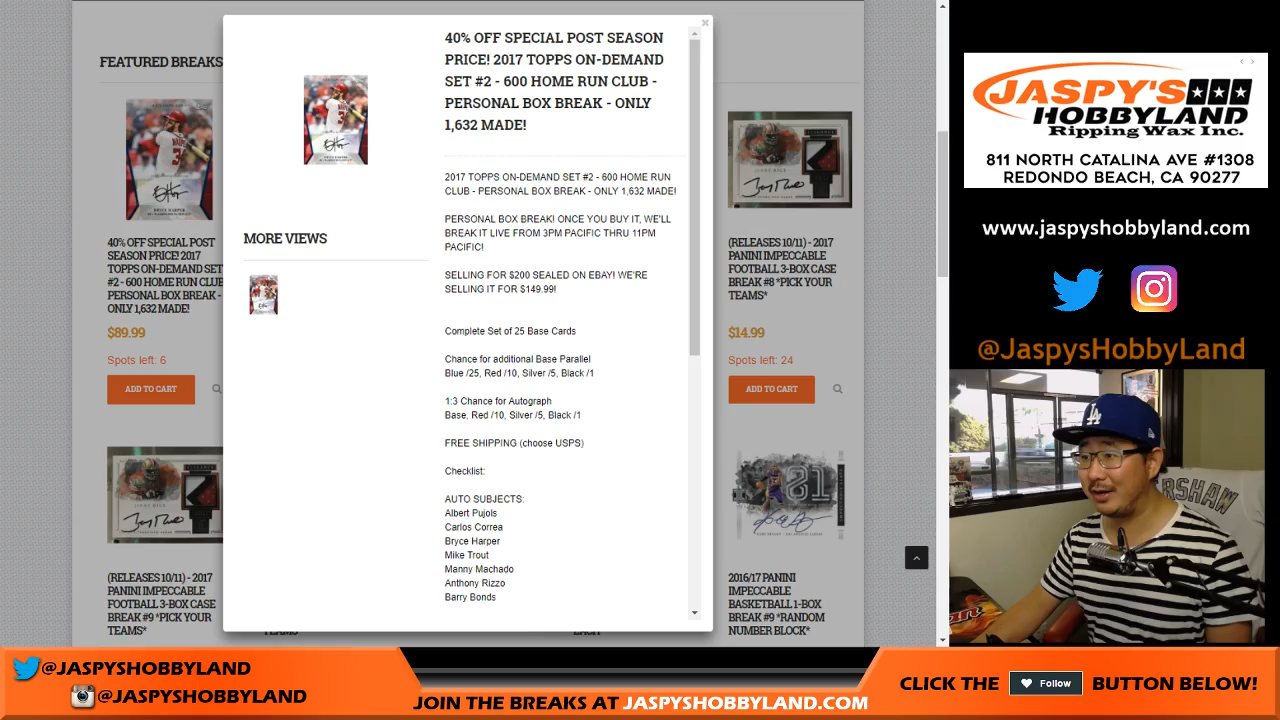 FEATURED BREAKS
40% OFF SPECIAL POST
SEASON PRICE! 2017
TOPPS ON-DEMAND SET
#2 - 600 HOME RUN CLUB
PERSONAL BOX BREAK -
ONLY 1,632 MADE!
$89.99
Spots left: 6
ADD TO CART
(RELEASES 10/11) - 2017
PANINI IMPECCABLE
FOOTBALL 3-BOX CASE
BREAK #9 *PICK YOUR
TEAMS*
MORE VIEWS
40% OFF SPECIAL POST SEASON
PRICE! 2017 TOPPS ON-DEMAND
SET #2 - 600 HOME RUN CLUB -
PERSONAL BOX BREAK - ONLY
1,632 MADE!
2017 TOPPS ON-DEMAND SET #2 - 600 HOME RUN
CLUB - PERSONAL BOX BREAK - ONLY 1,632 MADE!
PERSONAL BOX BREAK! ONCE YOU BUY IT, WE'LL
BREAK IT LIVE FROM 3PM PACIFIC THRU 11PM
PACIFIC!
SELLING FOR $200 SEALED ON EBAY! WE'RE
SELLING IT FOR $149.99!
Complete Set of 25 Base Cards
Chance for additional Base Parallel
Blue /25, Red /10, Silver /5, Black /1
1:3 Chance for Autograph
Base, Red /10, Silver /5, Black /1
FREE SHIPPING (choose USPS)
Checklist:
AUTO SUBJECTS:
Albert Pujols
Carlos Correa
Bryce Harper
Mike Trout
Manny Machado
Anthony Rizzo
Barry Bonds
(RELEASES 10/11) - 2017
PANINI IMPECCABLE
FOOTBALL 3-BOX CASE
BREAK #8 *PICK YOUR
TEAMS*
$14.99
Spots left: 24
ADD TO CART
81
2016/17 PANINI
IMPECCABLE
BASKETBALL 1-BOX
BREAK #9 *RANDOM
NUMBER BLOCK*
JASPY'S
HOBBYLAND
Ripping Wax Inc.
811 NORTH CATALINA AVE #1308
REDONDO BEACH, CA 90277
www.jaspyshobbyland.com
@JaspysHobbyLand
LA
ERSHAW
@JASPYSHOBBYLAND
@JASPYSHOBBYLAND
JOIN THE BREAKS AT JASPYSHOBBYLAND.COM
CLICK THE Follow BUTTON BELOW!